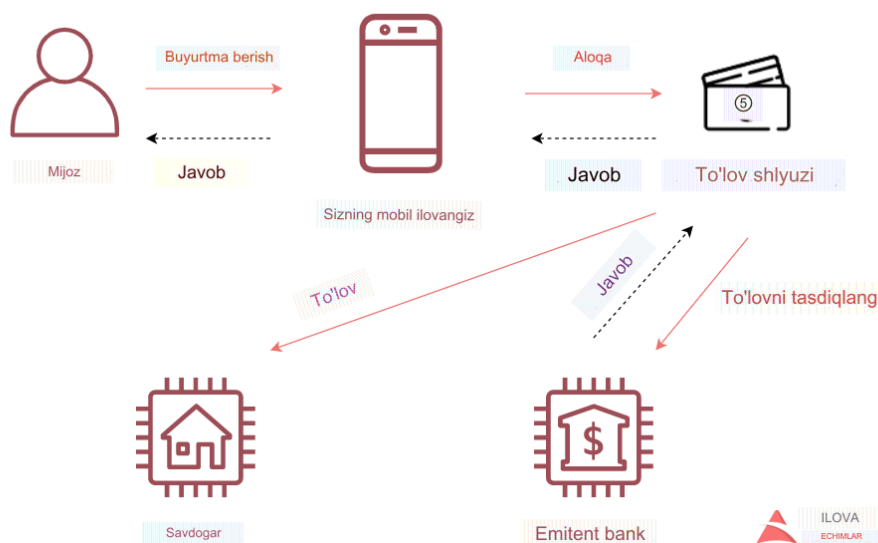 Buyurtma berish
Aloqa
⑤
Mijoz
Javob
Javob
To'lov shlyuzi
Sizning mobil ilovangiz
To'lov
Javob
To'lovni tasdiqlang
$
Savdogar
Emitent bank
ILOVA
ECHIMLAR